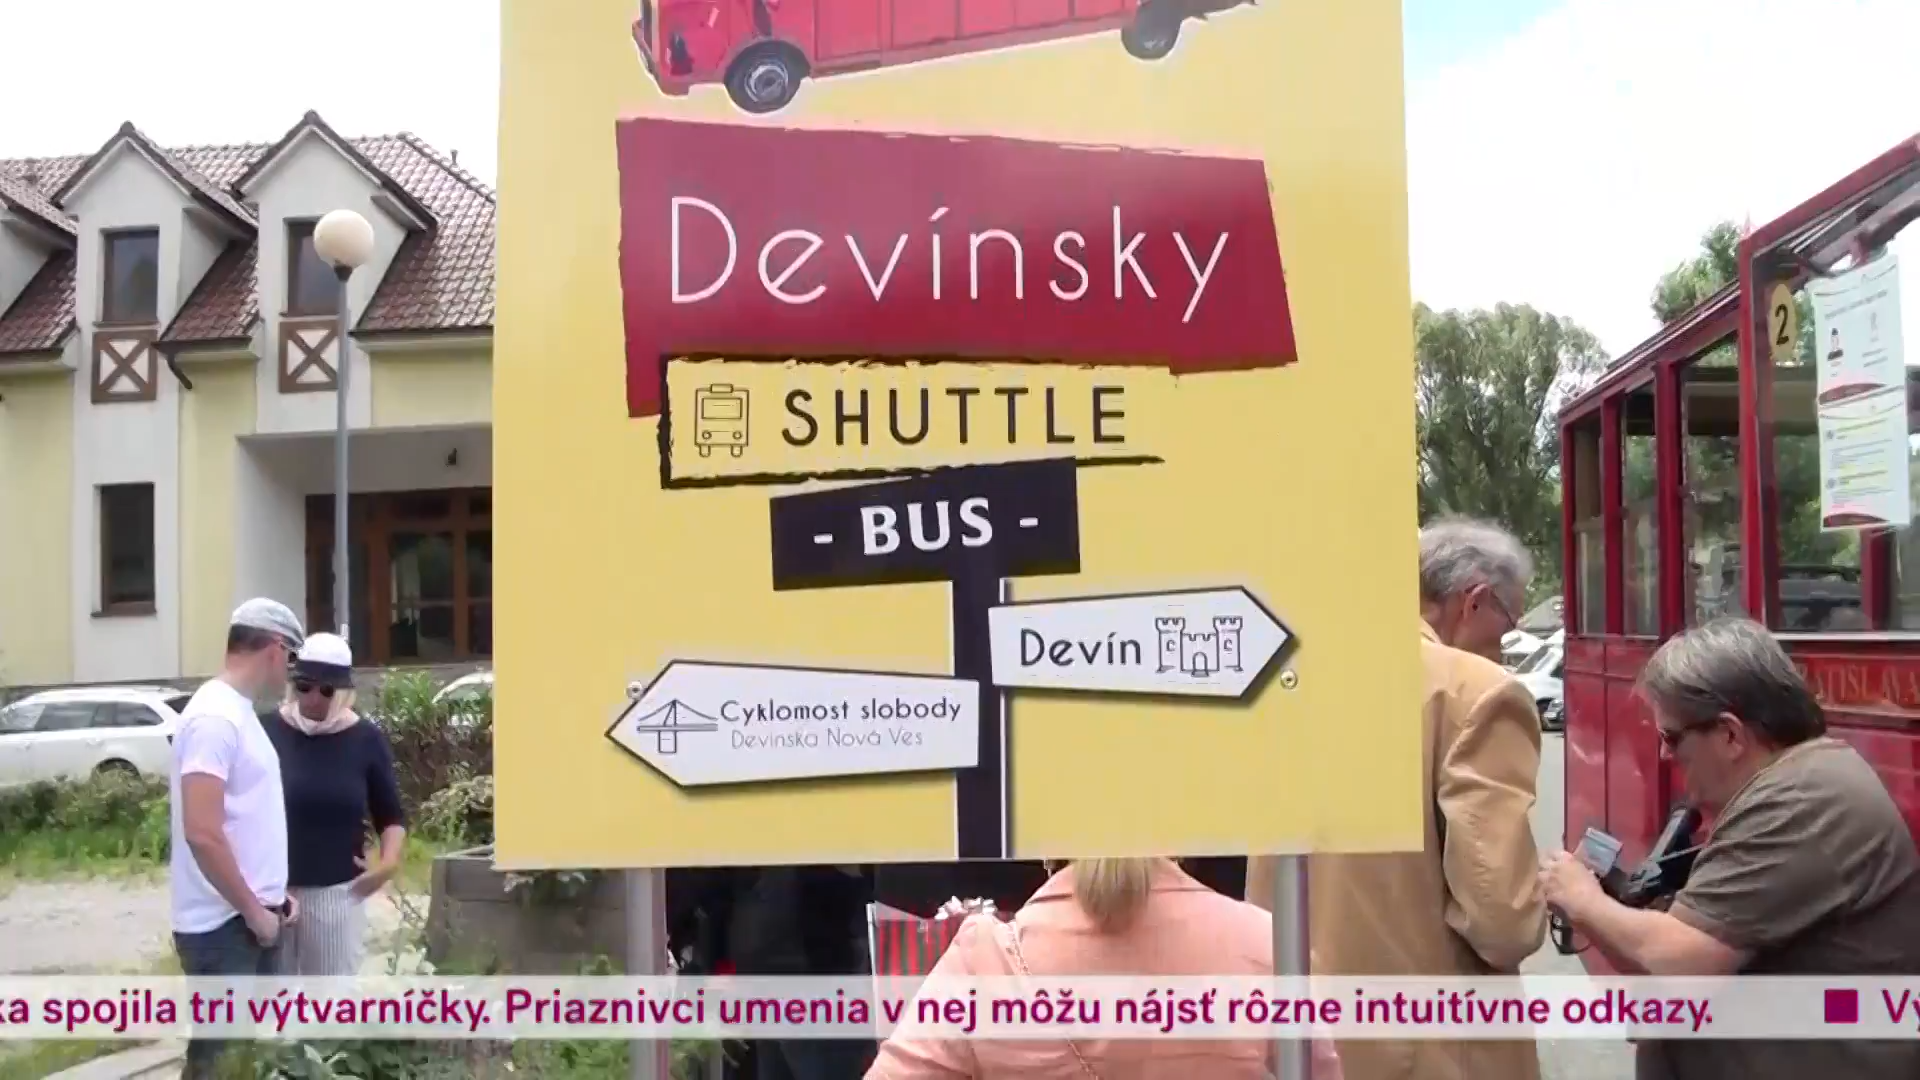 Devínsky
SHUTTLE
- BUS -
Devín
Cyklomost slobody
Devínska Nová Ves
2
ka spojila tri výtvarníčky. Priaznivci umenia v nej môžu nájsť rôzne intuitívne odkazy.